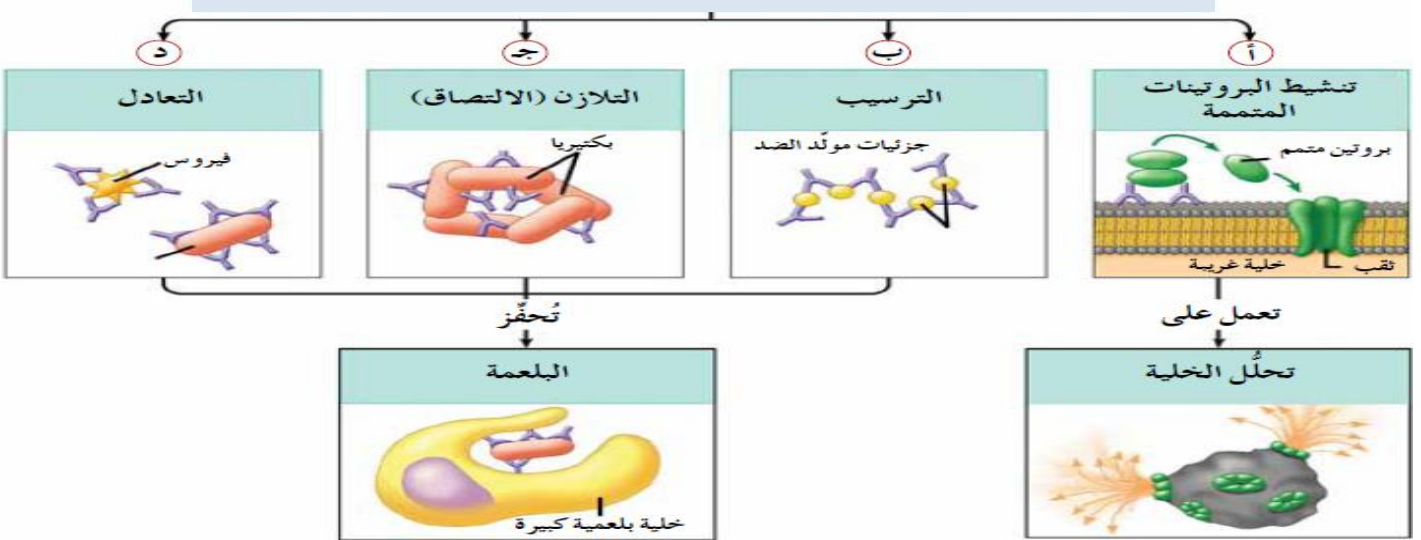 أ
ب
جـ
د
تنشيط البروتينات
المتممة
الترسيب
التلازن (الالتصاق)
التعادل
بروتين متمم
خلية غريبة
ثقب
جزئيات مولّد الضد
بكتيريا
فيروس
تعمل على
تُحفِّز
تحلُّل الخلية
البلعمة
خلية بلعمية كبيرة